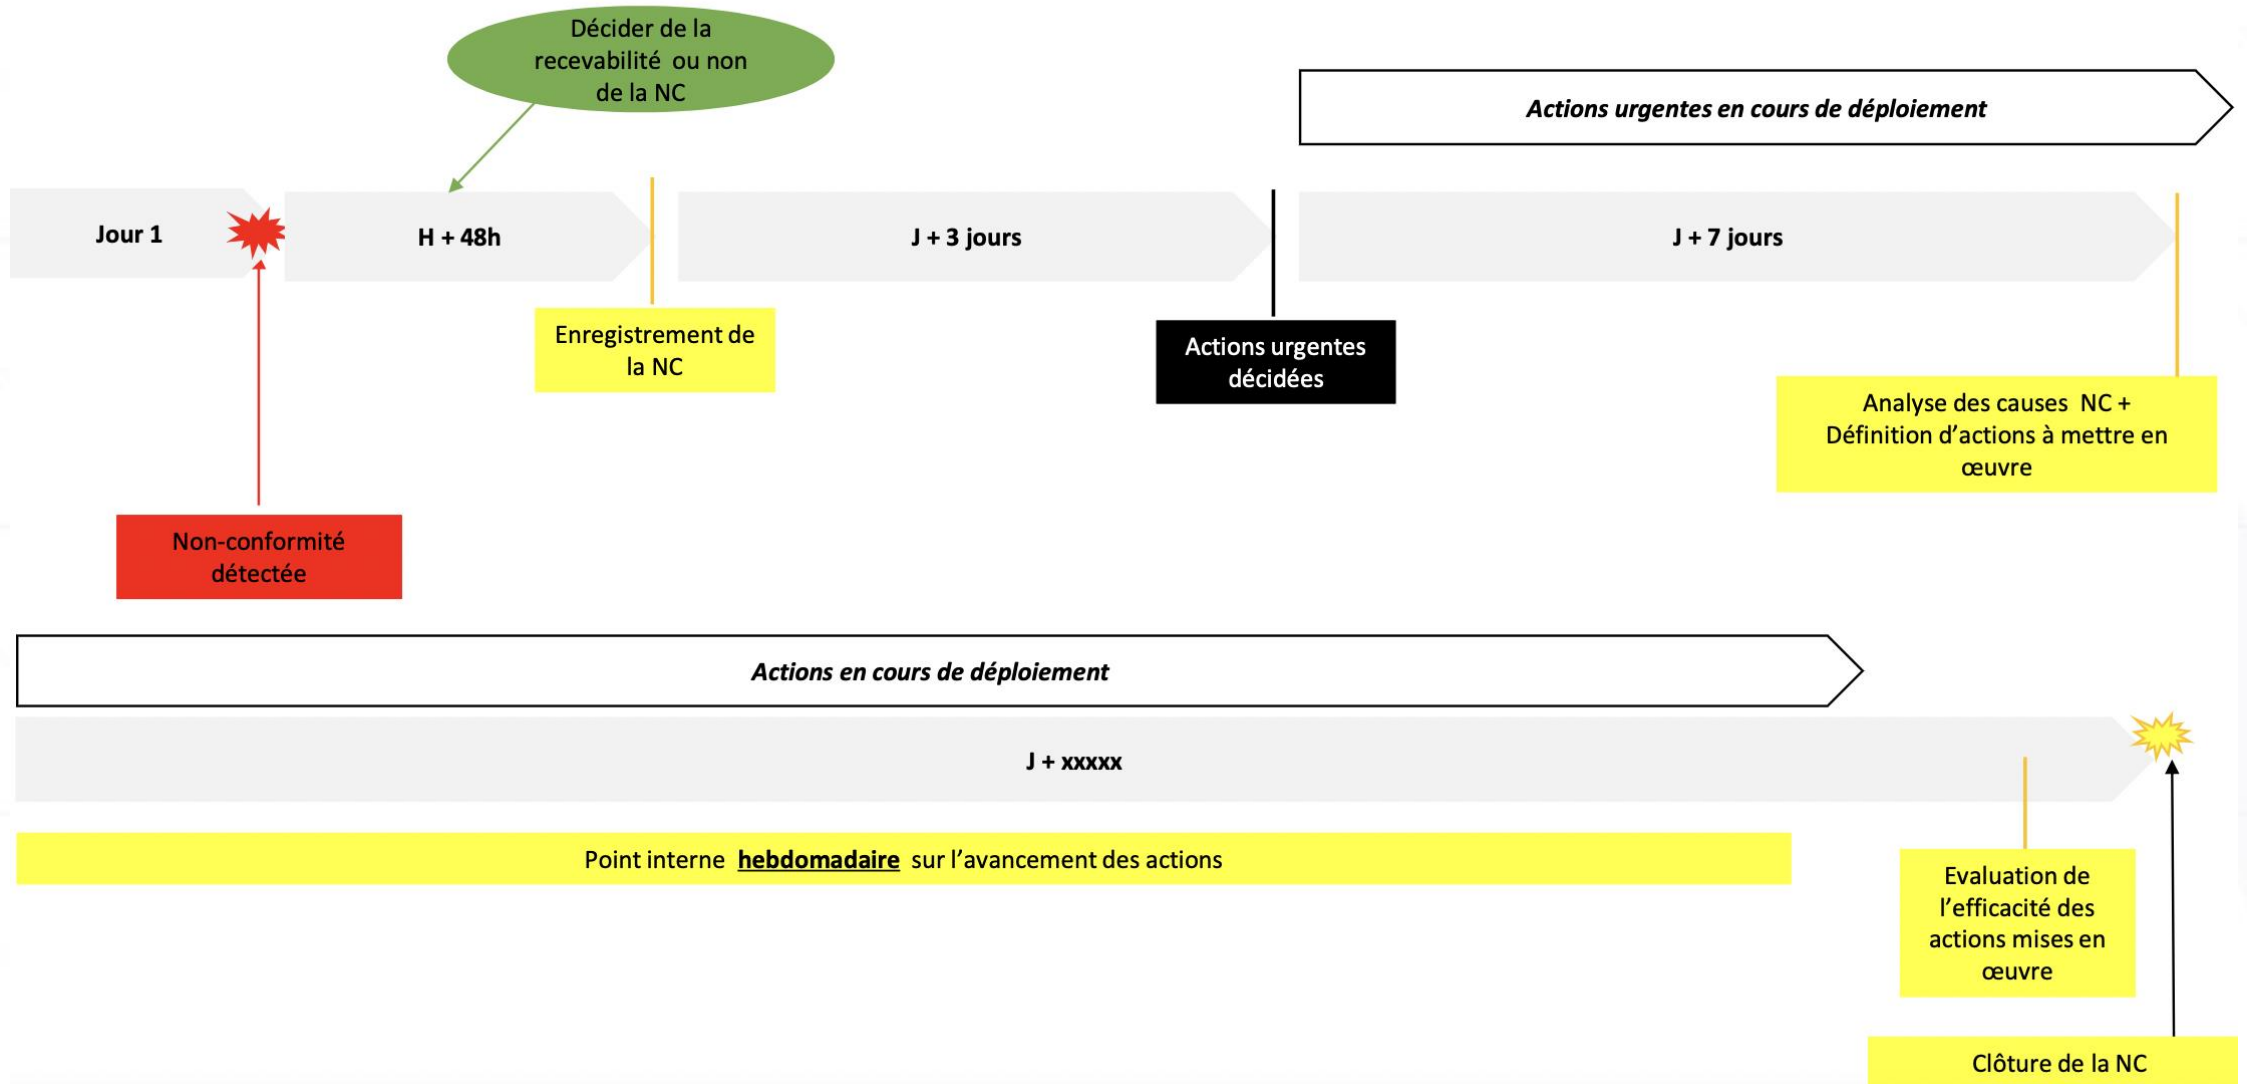 Décider de la
recevabilité ou non
de la NC
Actions urgentes en cours de déploiement
Jour 1
H + 48h
J + 3 jours
J + 7 jours
Enregistrement de
la NC
Actions urgentes
décidées
Analyse des causes NC +
Définition d'actions à mettre en
œuvre
Non-conformité
détectée
Actions en cours de déploiement
J + xxxxx
Point interne hebdomadaire sur l'avancement des actions
Evaluation de
l'efficacité des
actions mises en
œuvre
Clôture de la NC